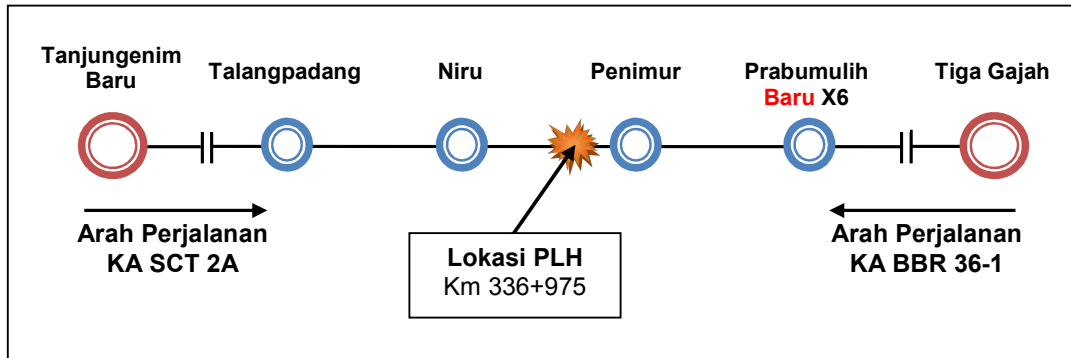 Tanjungenim
Baru
Talangpadang
Niru
Penimur
Prabumulih
Baru X6
Tiga Gajah
Arah Perjalanan
KA SCT 2A
Lokasi PLH
Km 336+975
Arah Perjalanan
KA BBR 36-1